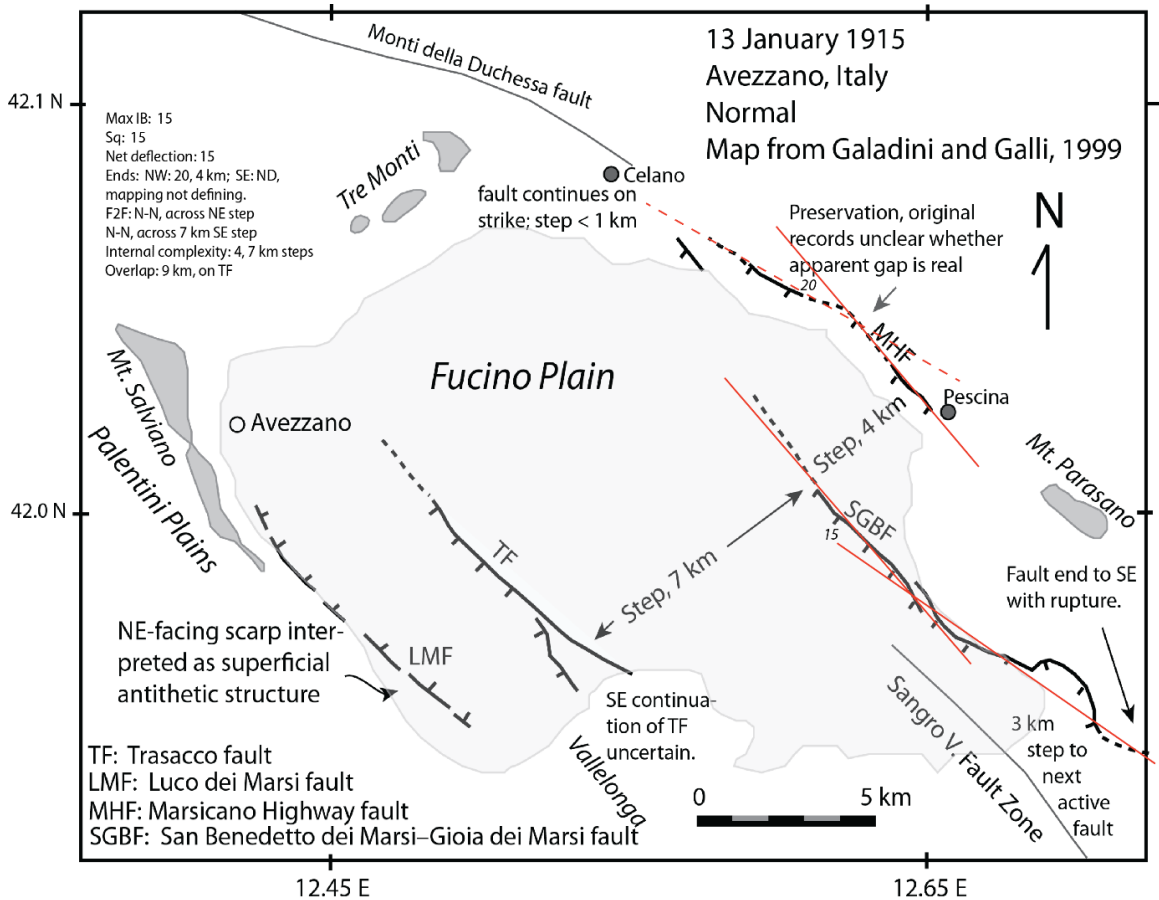 Monti della Duchessa fault
13 January 1915
Avezzano, Italy
Normal
Map from Galadini and Galli, 1999
42.1 N
Max IB: 15
Sq: 15
Net deflection: 15
Ends: NW: 20, 4 km; SE: ND,
mapping not defining.
F2F: N-N, across NE step
N-N, across 7 km SE step
Internal complexity: 4, 7 km steps
Overlap: 9 km, on TF
Tre Monti
Celano
fault continues on
strike; step < 1 km
Preservation, original
records unclear whether
apparent gap is real
N
20
MHF
Pescina
Fucino Plain
Mt. Salviano
Avezzano
Palentini Plains
Step, 4 km
Mt. Parasano
42.0 N
SGBF
15
TF
Step, 7 km
Fault end to SE
with rupture.
NE-facing scarp inter-
preted as superficial
antithetic structure
LMF
SE continua-
tion of TF
uncertain.
Vallelonga
Sangro V. Fault Zone
3 km
step to
next
active
fault
TF: Trasacco fault
LMF: Luco dei Marsi fault
MHF: Marsicano Highway fault
SGBF: San Benedetto dei Marsi–Gioia dei Marsi fault
0 5 km
12.45 E
12.65 E